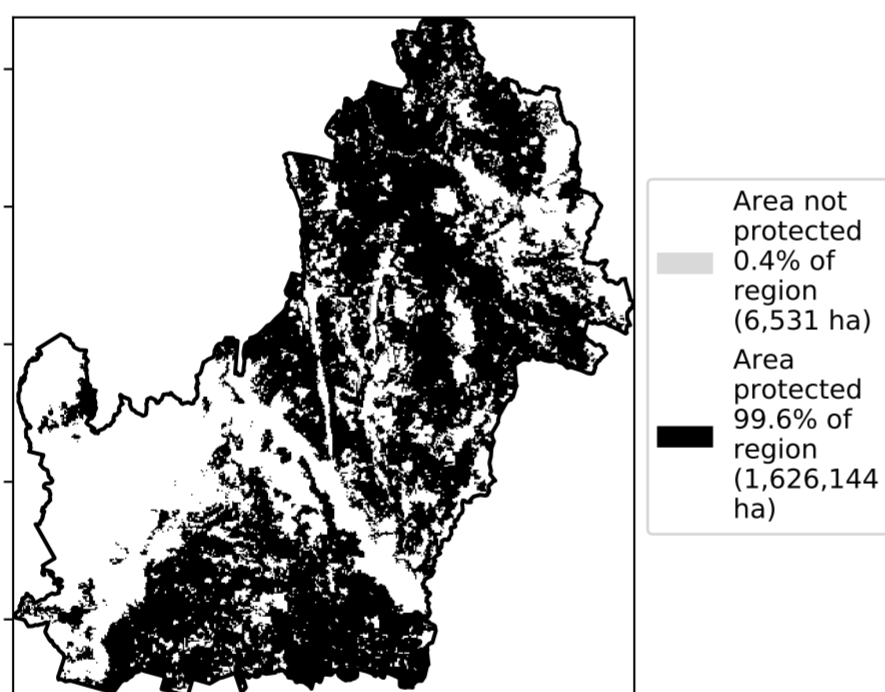 Area not
protected
0.4% of
region
(6,531 ha)
Area
protected
99.6% of
region
(1,626,144
ha)